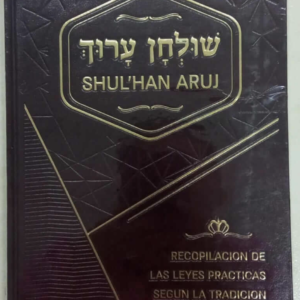 שׁוּלְחָן עָרוּךְ
SHUL'HAN ARUJ
RECOPILACION DE
LAS LEYES PRACTICAS
SEGUN LA TRADICION